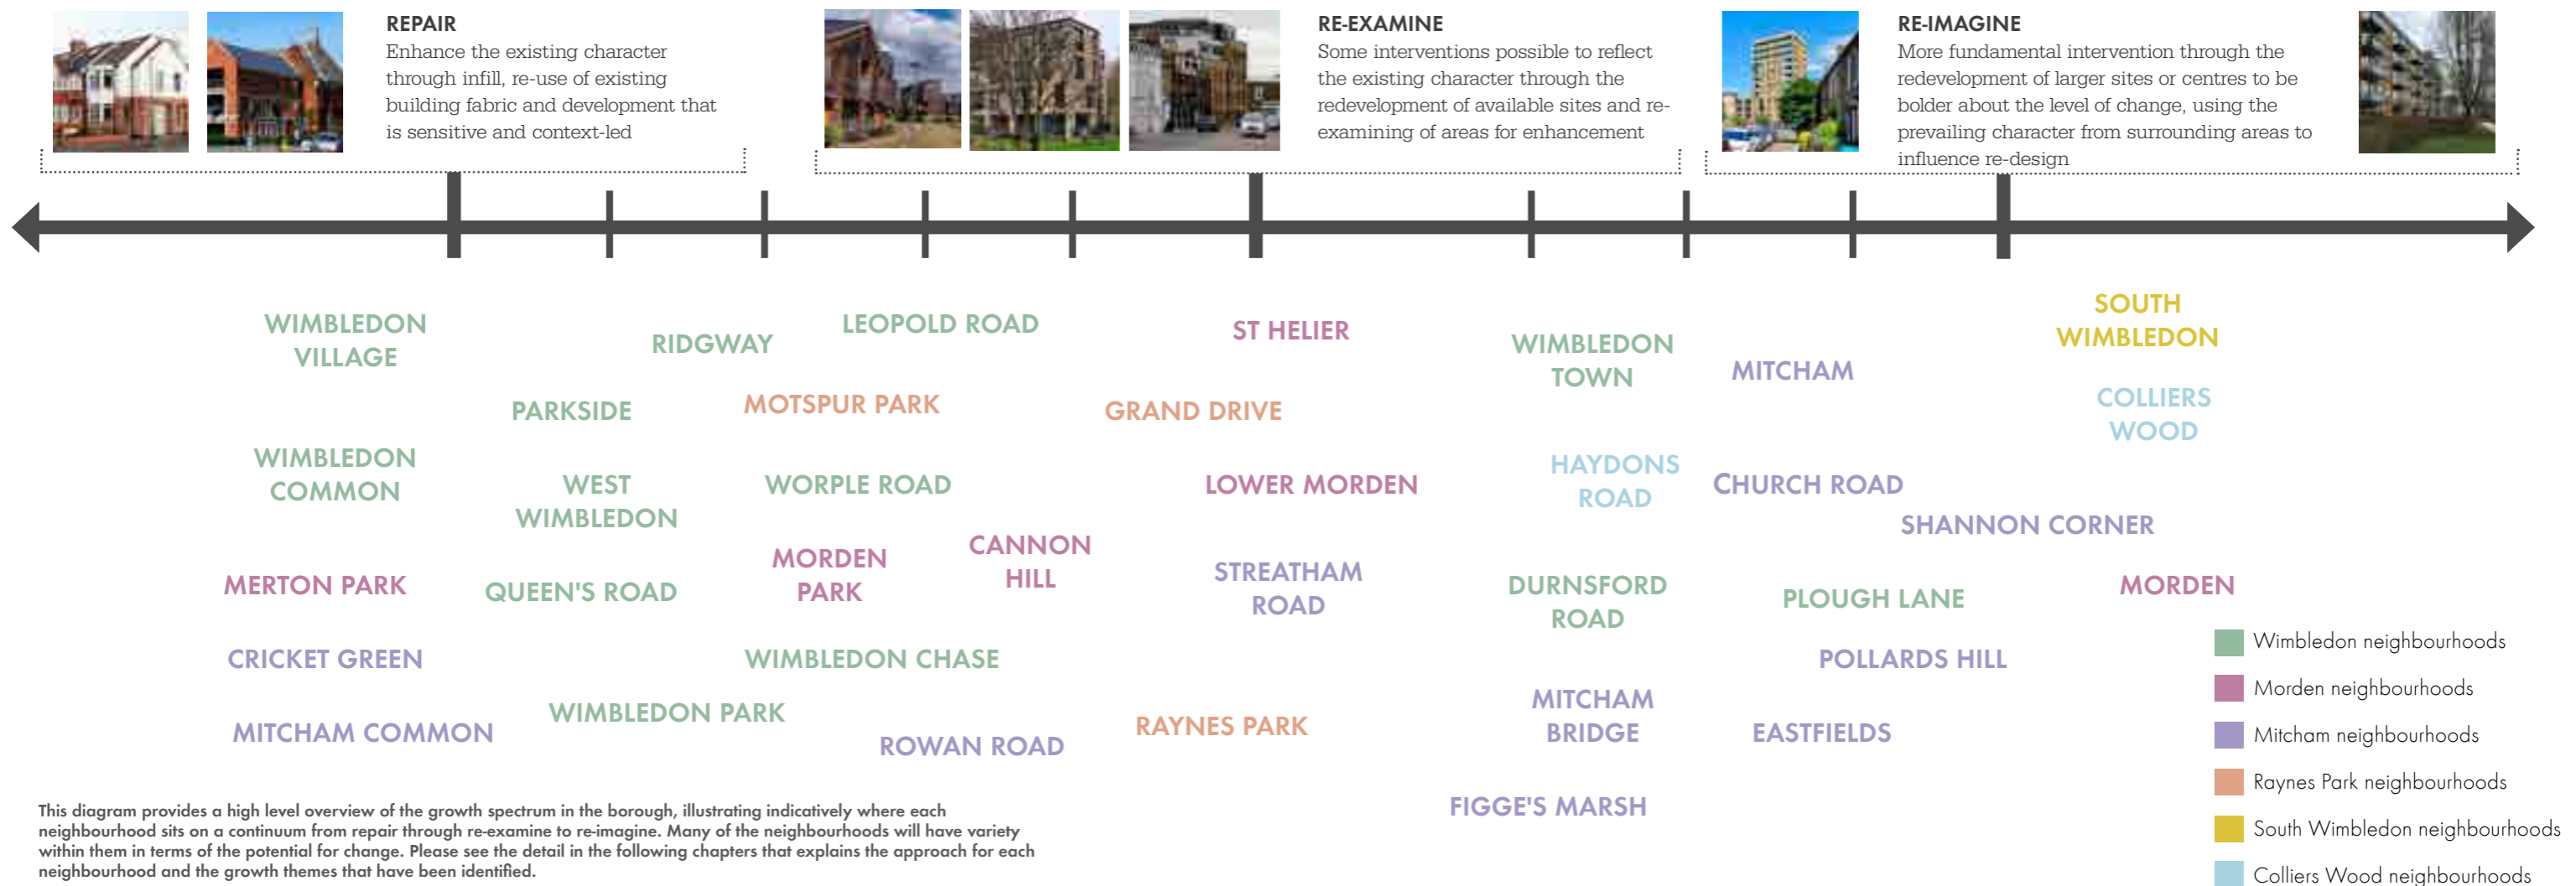 REPAIR
Enhance the existing character
through infill, re-use of existing
building fabric and development that
is sensitive and context-led
RE-EXAMINE
Some interventions possible to reflect
the existing character through the
redevelopment of available sites and re-
examining of areas for enhancement
RE-IMAGINE
More fundamental intervention through the
redevelopment of larger sites or centres to be
bolder about the level of change, using the
prevailing character from surrounding areas to
influence re-design
WIMBLEDON
VILLAGE
RIDGWAY
LEOPOLD ROAD
ST HELIER
WIMBLEDON
TOWN
MITCHAM
SOUTH
WIMBLEDON
PARKSIDE
MOTSPUR PARK
GRAND DRIVE
COLLIERS
WOOD
WIMBLEDON
COMMON
WEST
WIMBLEDON
WORPLE ROAD
LOWER MORDEN
HAYDONS
ROAD
CHURCH ROAD
SHANNON CORNER
MERTON PARK
QUEEN'S ROAD
MORDEN
PARK
CANNON
HILL
STREATHAM
ROAD
DURNSFORD
ROAD
PLOUGH LANE
MORDEN
CRICKET GREEN
WIMBLEDON CHASE
POLLARDS HILL
MITCHAM COMMON
WIMBLEDON PARK
ROWAN ROAD
RAYNES PARK
MITCHAM
BRIDGE
EASTFIELDS
FIGGE'S MARSH
Wimbledon neighbourhoods
Morden neighbourhoods
Mitcham neighbourhoods
Raynes Park neighbourhoods
South Wimbledon neighbourhoods
Colliers Wood neighbourhoods
This diagram provides a high level overview of the growth spectrum in the borough, illustrating indicatively where each
neighbourhood sits on a continuum from repair through re-examine to re-imagine. Many of the neighbourhoods will have variety
within them in terms of the potential for change. Please see the detail in the following chapters that explains the approach for each
neighbourhood and the growth themes that have been identified.